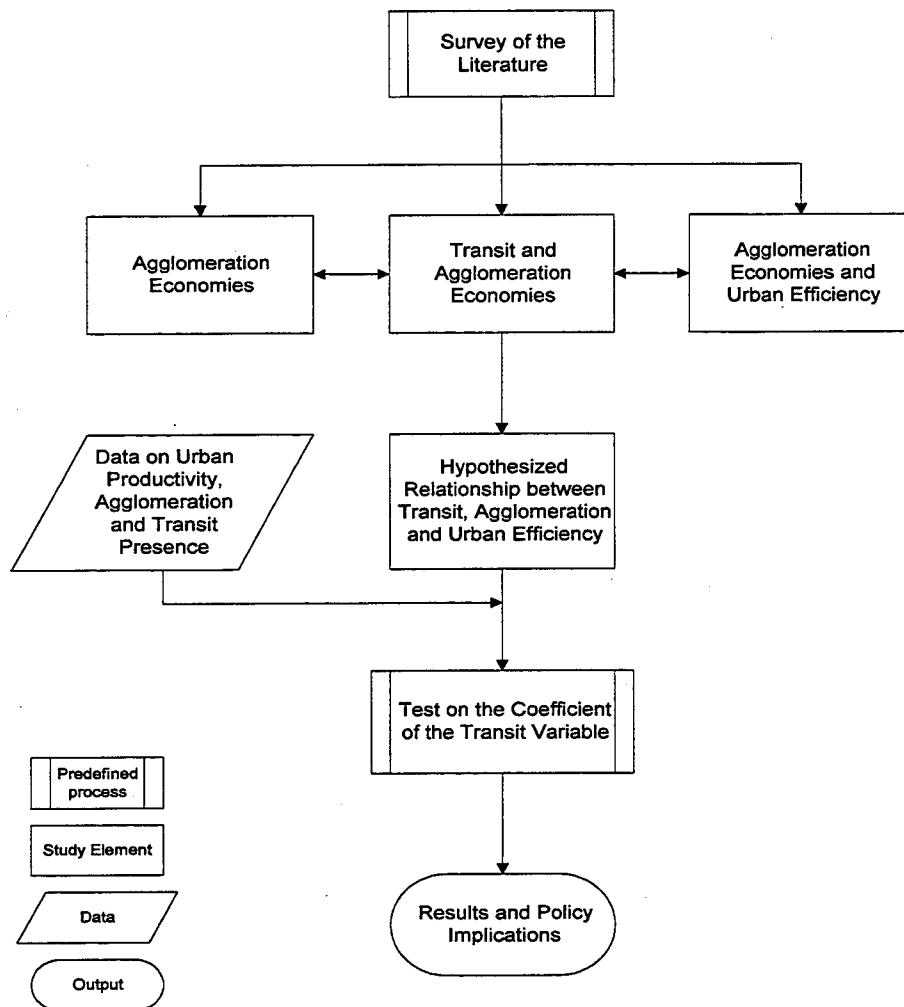 Survey of the
Literature
Agglomeration
Economies
Transit and
Agglomeration
Economies
Agglomeration
Economies and
Urban Efficiency
Data on Urban
Productivity,
Agglomeration
and Transit
Presence
Hypothesized
Relationship between
Transit, Agglomeration
and Urban Efficiency
Test on the Coefficient
of the Transit Variable
Predefined
process
Study Element
Data
Output
Results and Policy
Implications